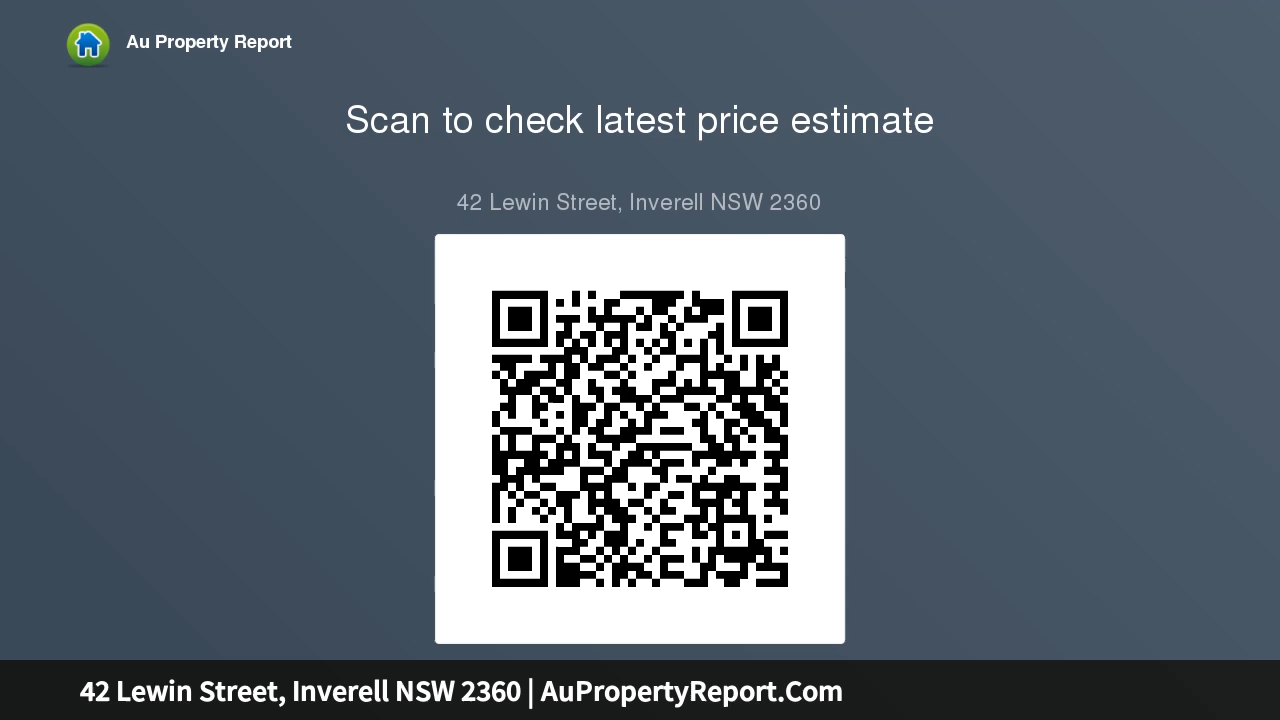 Au Property Report
Scan to check latest price estimate
42 Lewin Street, Inverell NSW 2360
42 Lewin Street, Inverell NSW 2360 | AuPropertyReport.Com